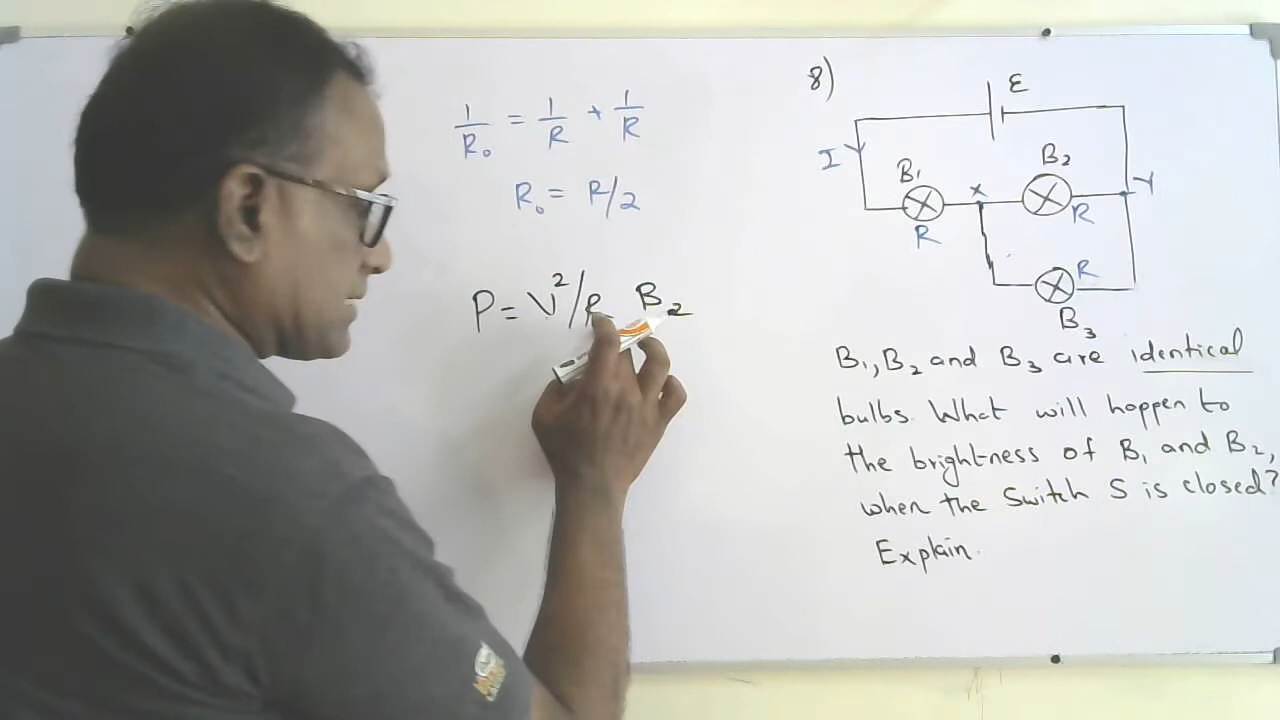 1/R₀ = 1/R + 1/R
R₀ = R/2
P = V²/R B₂
8)
ε
I
B₁
X
B₂
Y
R
R
R
B₃
B₁, B₂ and B₃ are identical
bulbs. What will happen to
the brightness of B₁ and B₂,
when the Switch S is closed?
Explain.